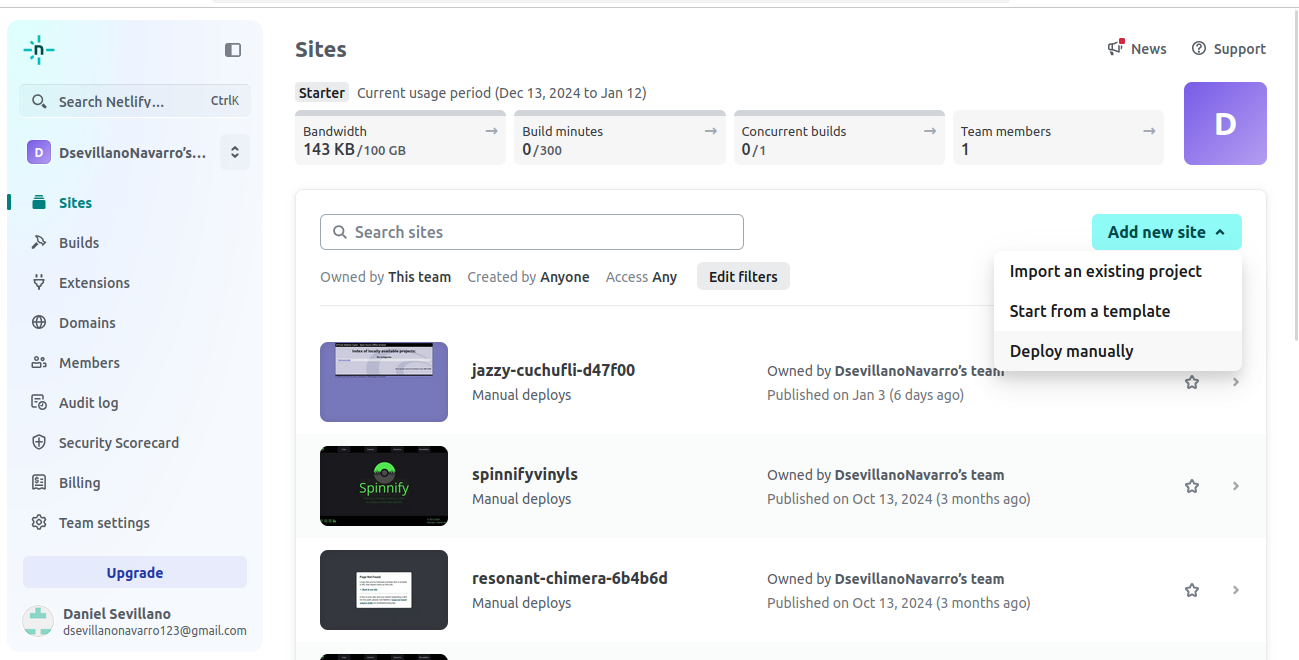 n
Search Netlify…
CtrlK
D
DsevillanoNavarro's…
Sites
Builds
Extensions
Domains
Members
Audit log
Security Scorecard
Billing
Team settings
Upgrade
Daniel Sevillano
dsevillanonavarro123@gmail.com
Sites
News
Support
Starter
Current usage period (Dec 13, 2024 to Jan 12)
Bandwidth →
143 KB/100 GB
Build minutes →
0/300
Concurrent builds →
0/1
Team members →
1
D
Search sites
Add new site
Import an existing project
Start from a template
Deploy manually
Owned by This team
Created by Anyone
Access Any
Edit filters
Index of locally available projects:
jazzy-cuchufli-d47f00
Manual deploys
Owned by DsevillanoNavarro's team
Published on Jan 3 (6 days ago)
Spinnify
spinnifyvinyls
Manual deploys
Owned by DsevillanoNavarro's team
Published on Oct 13, 2024 (3 months ago)
Page Not Found
resonant-chimera-6b4b6d
Manual deploys
Owned by DsevillanoNavarro's team
Published on Oct 13, 2024 (3 months ago)